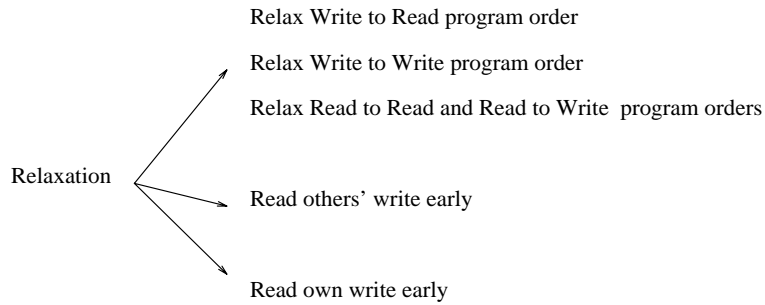 Relax Write to Read program order
Relax Write to Write program order
Relax Read to Read and Read to Write program orders
Relaxation
Read others’ write early
Read own write early